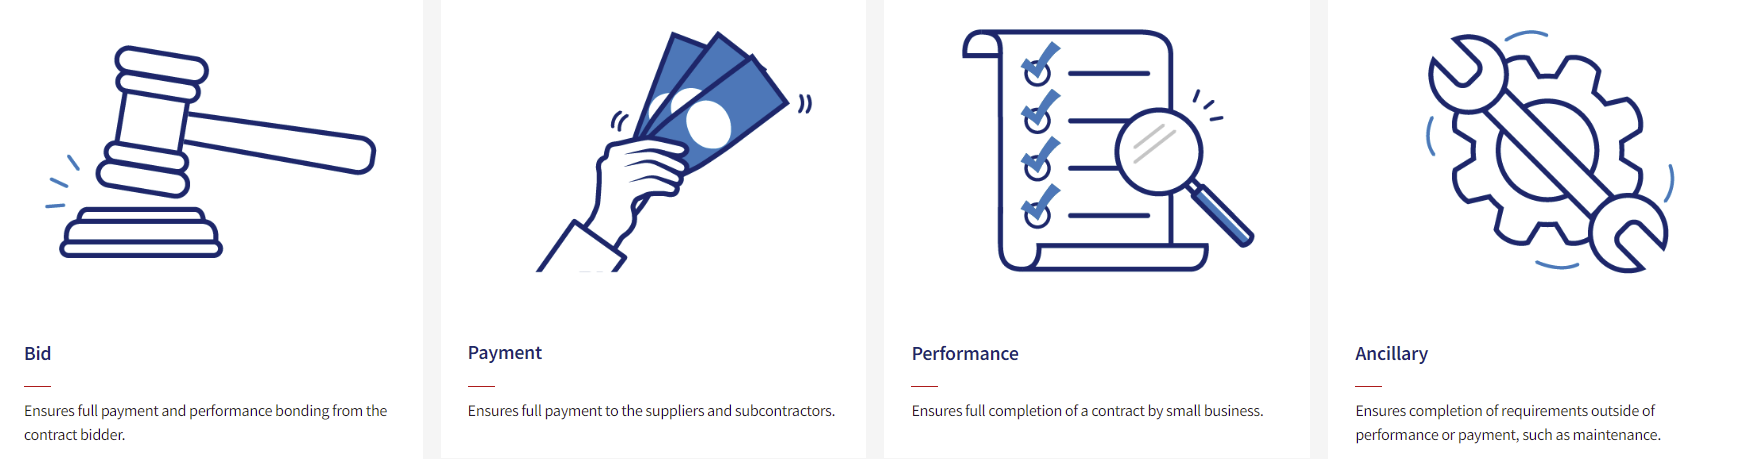 Bid
Ensures full payment and performance bonding from the
contract bidder.
Payment
Ensures full payment to the suppliers and subcontractors.
Performance
Ensures full completion of a contract by small business.
Ancillary
Ensures completion of requirements outside of
performance or payment, such as maintenance.